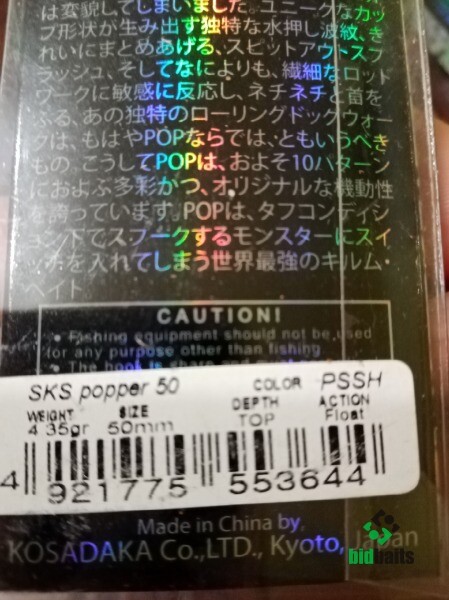 は変貌してしまいました。ユニークなカッ
プ形状が生み出す独特な水押し波紋、き
れいにまとめあげる、スピットアウトスプ
ラッシュ、そしてなによりも、繊細なロッド
ワークに敏感に反応し、ネチネチと首を
ふる、あの独特のローリングドッグウォー
クは、もはやPOPならでは、ともいうべき
もの。こうしてPOPは、およそ10パターン
におよぶ多彩かつ、オリジナルな機動性
を誇っています。POPは、タフコンディシ
ョン下でスプークするモンスターにスイ
ッチを入れてしまう世界最強のキルム・
ベイト
CAUTION!
• Fishing equipment should not be used
for any purpose other than fishing
• The hook is sharp and
SKS popper 50 COLOR PSSH
WEIGHT SIZE DEPTH ACTION
4.35gr 50mm TOP Float
4 921775 553644
Made in China by
KOSADAKA Co.,LTD., Kyoto, Japan
bidbaits